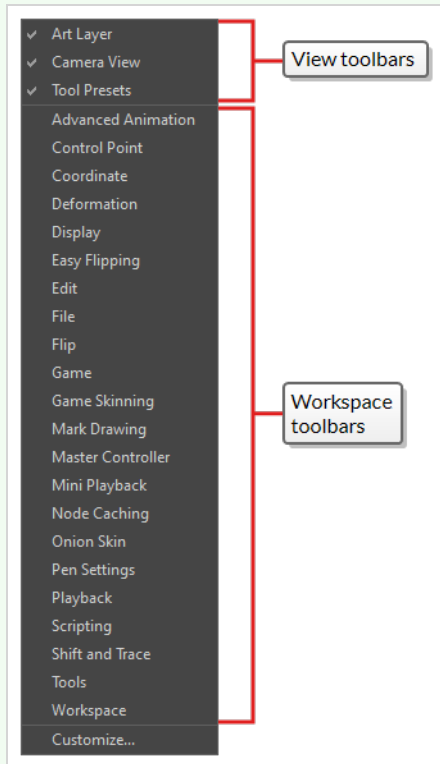 Art Layer
Camera View
Tool Presets
View toolbars
Advanced Animation
Control Point
Coordinate
Deformation
Display
Easy Flipping
Edit
File
Flip
Game
Game Skinning
Mark Drawing
Master Controller
Mini Playback
Node Caching
Onion Skin
Pen Settings
Playback
Scripting
Shift and Trace
Tools
Workspace
Workspace
toolbars
Customize...